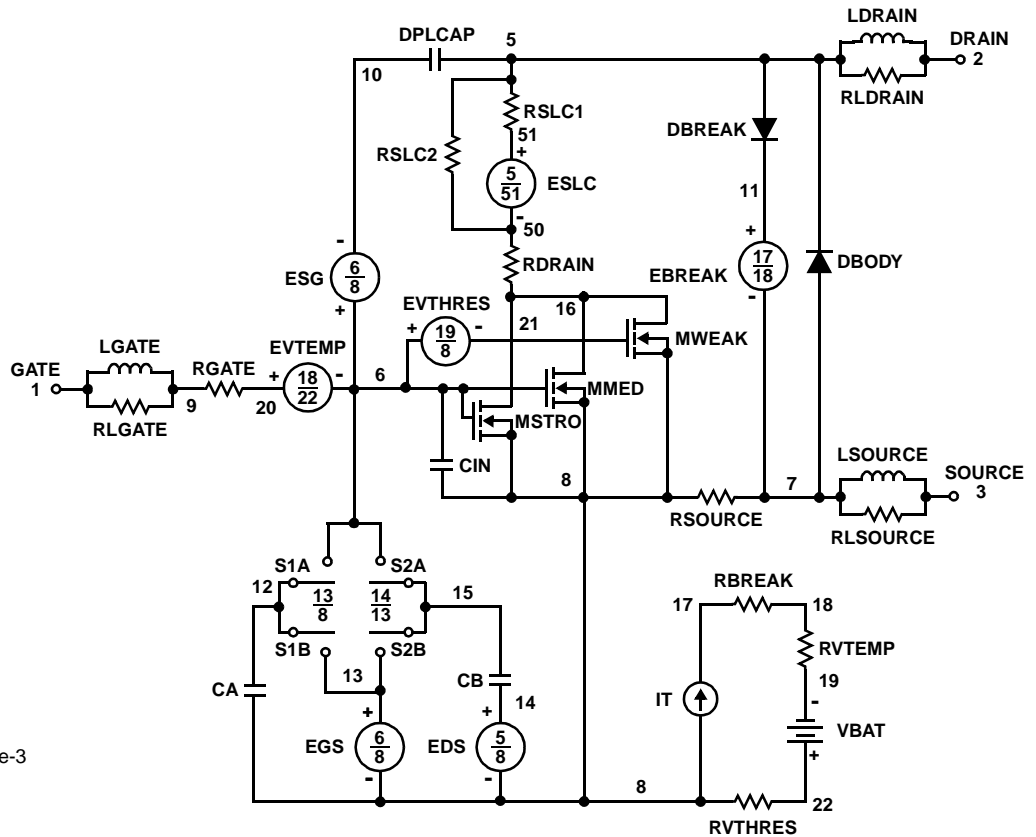 LDRAIN
DPLCAP
5
DRAIN
2
10
RLDRAIN
RSLC1
DBREAK
51
+
RSLC2
5
51
ESLC
11
-
50
-
+
RDRAIN
17
18
EBREAK
DBODY
6
8
ESG
EVTHRES
16
-
+
+
19
8
-
21
MWEAK
LGATE
EVTEMP
GATE
1
RGATE
+
18
22
-
6
MMED
9
20
MSTRO
RLGATE
LSOURCE
CIN
8
7
SOURCE
3
RSOURCE
RLSOURCE
S1A
S2A
12
13
8
14
13
15
RBREAK
17
18
S1B
S2B
RVTEMP
13
CA
CB
19
14
IT
-
+
+
VBAT
EGS
6
8
EDS
5
8
+
e-3
-
-
8
22
RVTHRES